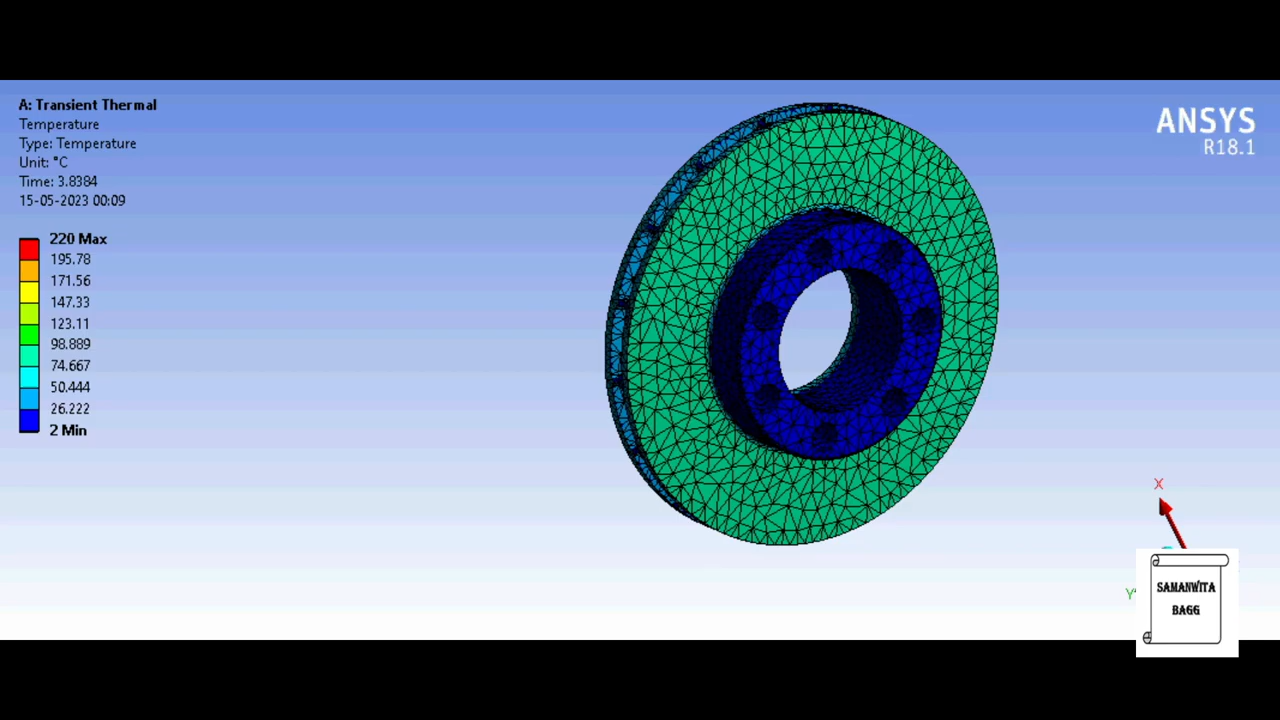 A: Transient Thermal
Temperature
Type: Temperature
Unit: °C
Time: 3.8384
15-05-2023 00:09
220 Max
195.78
171.56
147.33
123.11
98.889
74.667
50.444
26.222
2 Min
ANSYS
R18.1
X
Y
SAMANWITA
BAGG